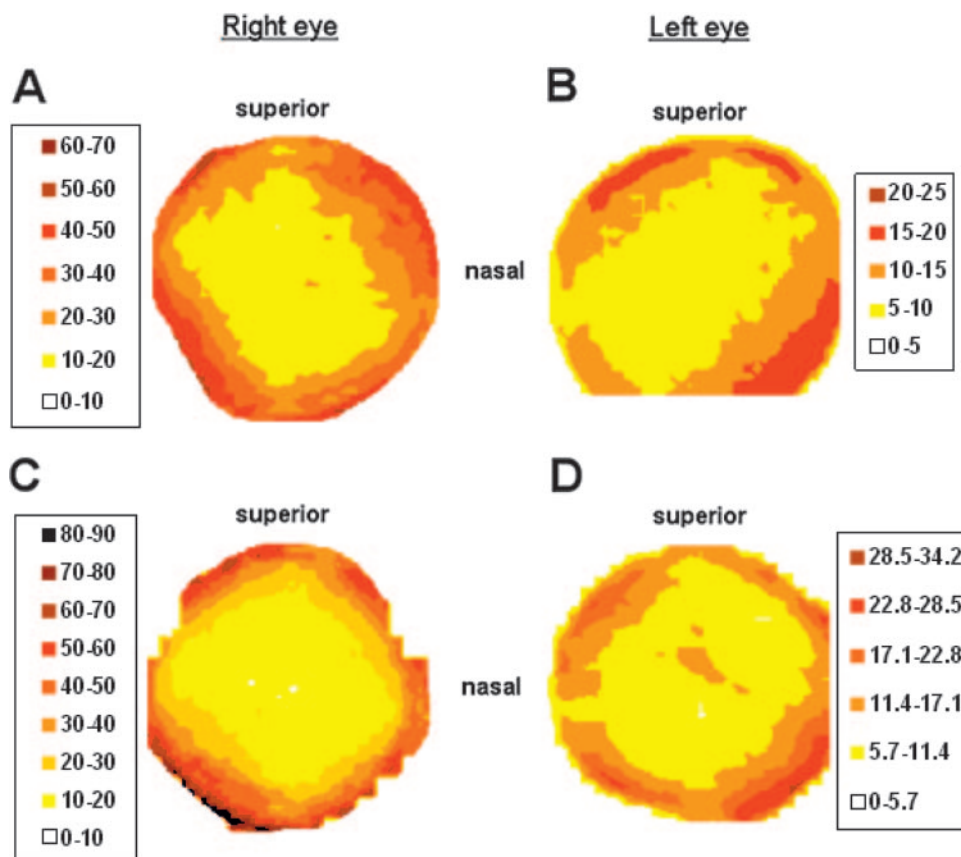 Right eye
Left eye
A
superior
B
superior
60-70
50-60
40-50
30-40
20-30
10-20
0-10
nasal
20-25
15-20
10-15
5-10
0-5
C
superior
D
superior
80-90
70-80
60-70
50-60
40-50
30-40
20-30
10-20
0-10
nasal
28.5-34.2
22.8-28.5
17.1-22.8
11.4-17.1
5.7-11.4
0-5.7